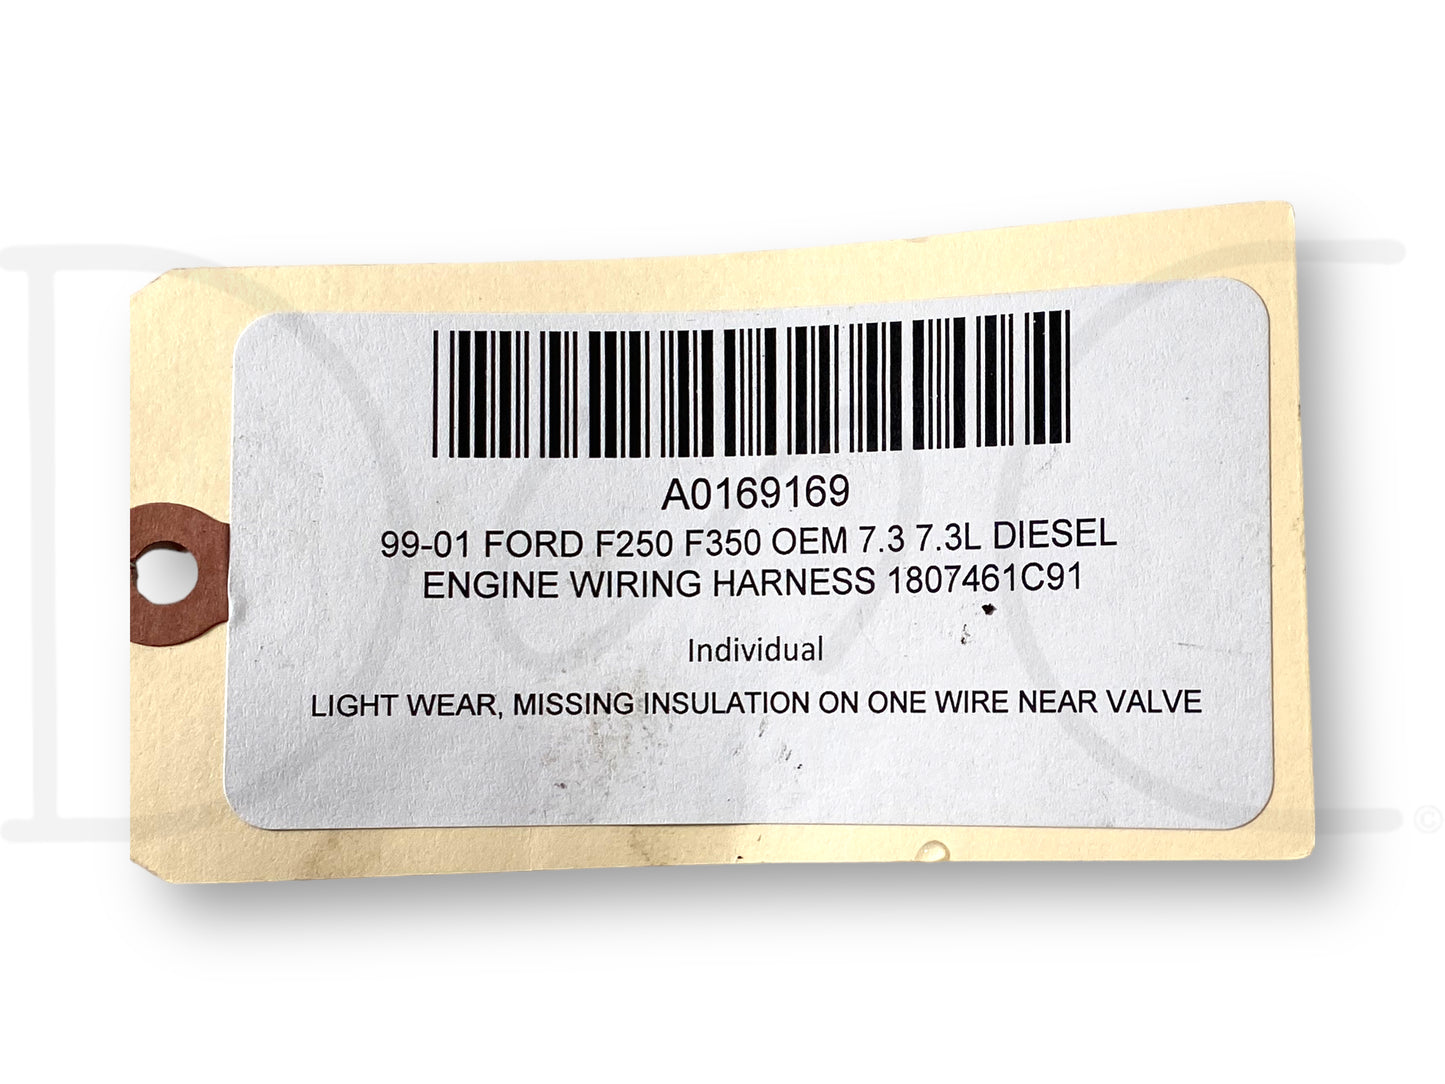 A0169169
99-01 FORD F250 F350 OEM 7.3 7.3L DIESEL
ENGINE WIRING HARNESS 1807461C91
Individual
LIGHT WEAR, MISSING INSULATION ON ONE WIRE NEAR VALVE
©